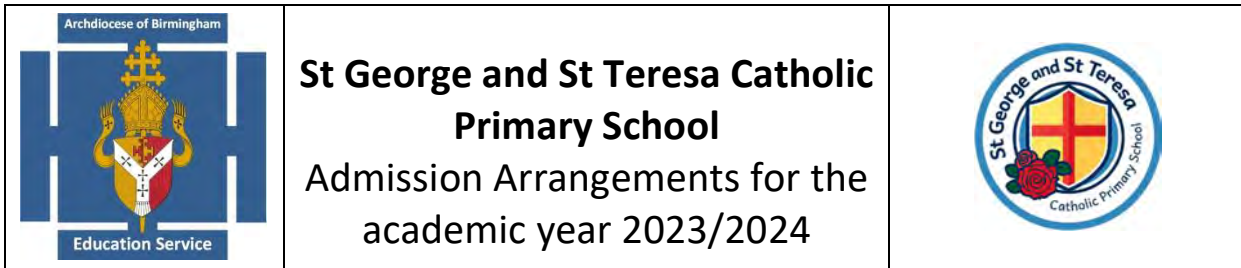 Archdiocese of Birmingham
Education Service
St George and St Teresa Catholic
Primary School
Admission Arrangements for the
academic year 2023/2024
St George and St Teresa
Catholic Primary School